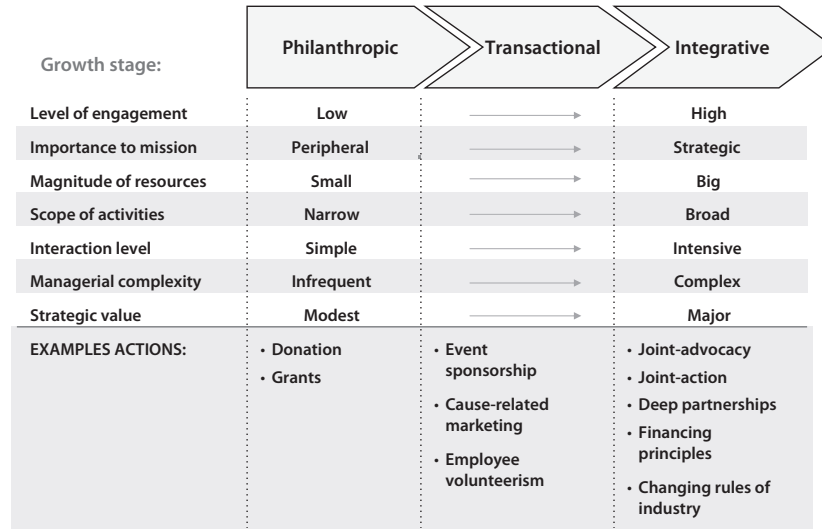 Growth stage:
Philanthropic Transactional Integrative
Level of engagement Low High
Importance to mission Peripheral Strategic
Magnitude of resources Small Big
Scope of activities Narrow Broad
Interaction level Simple Intensive
Managerial complexity Infrequent Complex
Strategic value Modest Major
EXAMPLES ACTIONS:
• Donation
• Grants
• Event
sponsorship
• Cause-related
marketing
• Employee
volunteerism
• Joint-advocacy
• Joint-action
• Deep partnerships
• Financing
principles
• Changing rules of
industry